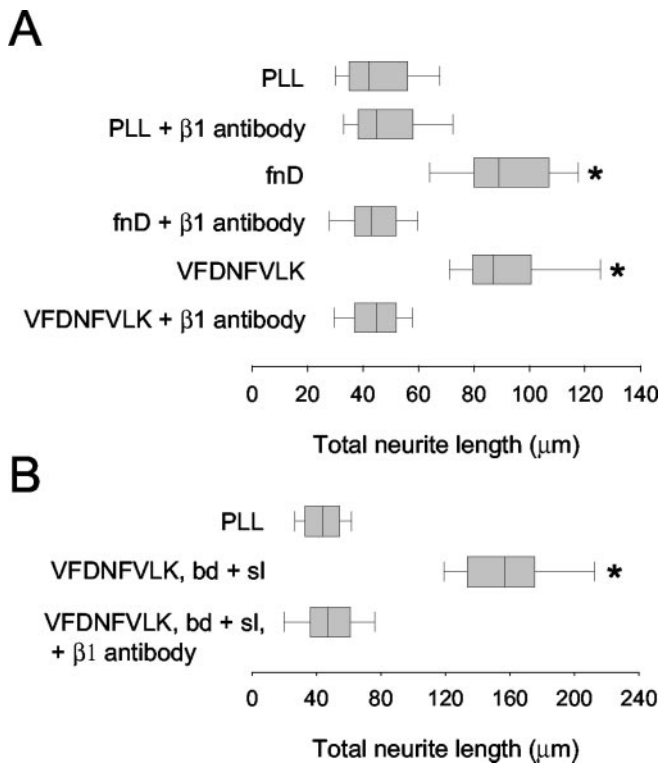 A
PLL
PLL + β1 antibody
fnD
*
fnD + β1 antibody
VFDNFVLK
*
VFDNFVLK + β1 antibody
0 20 40 60 80 100 120 140
Total neurite length (μm)
B
PLL
VFDNFVLK, bd + sl
*
VFDNFVLK, bd + sl,
+ β1 antibody
0 40 80 120 160 200 240
Total neurite length (μm)